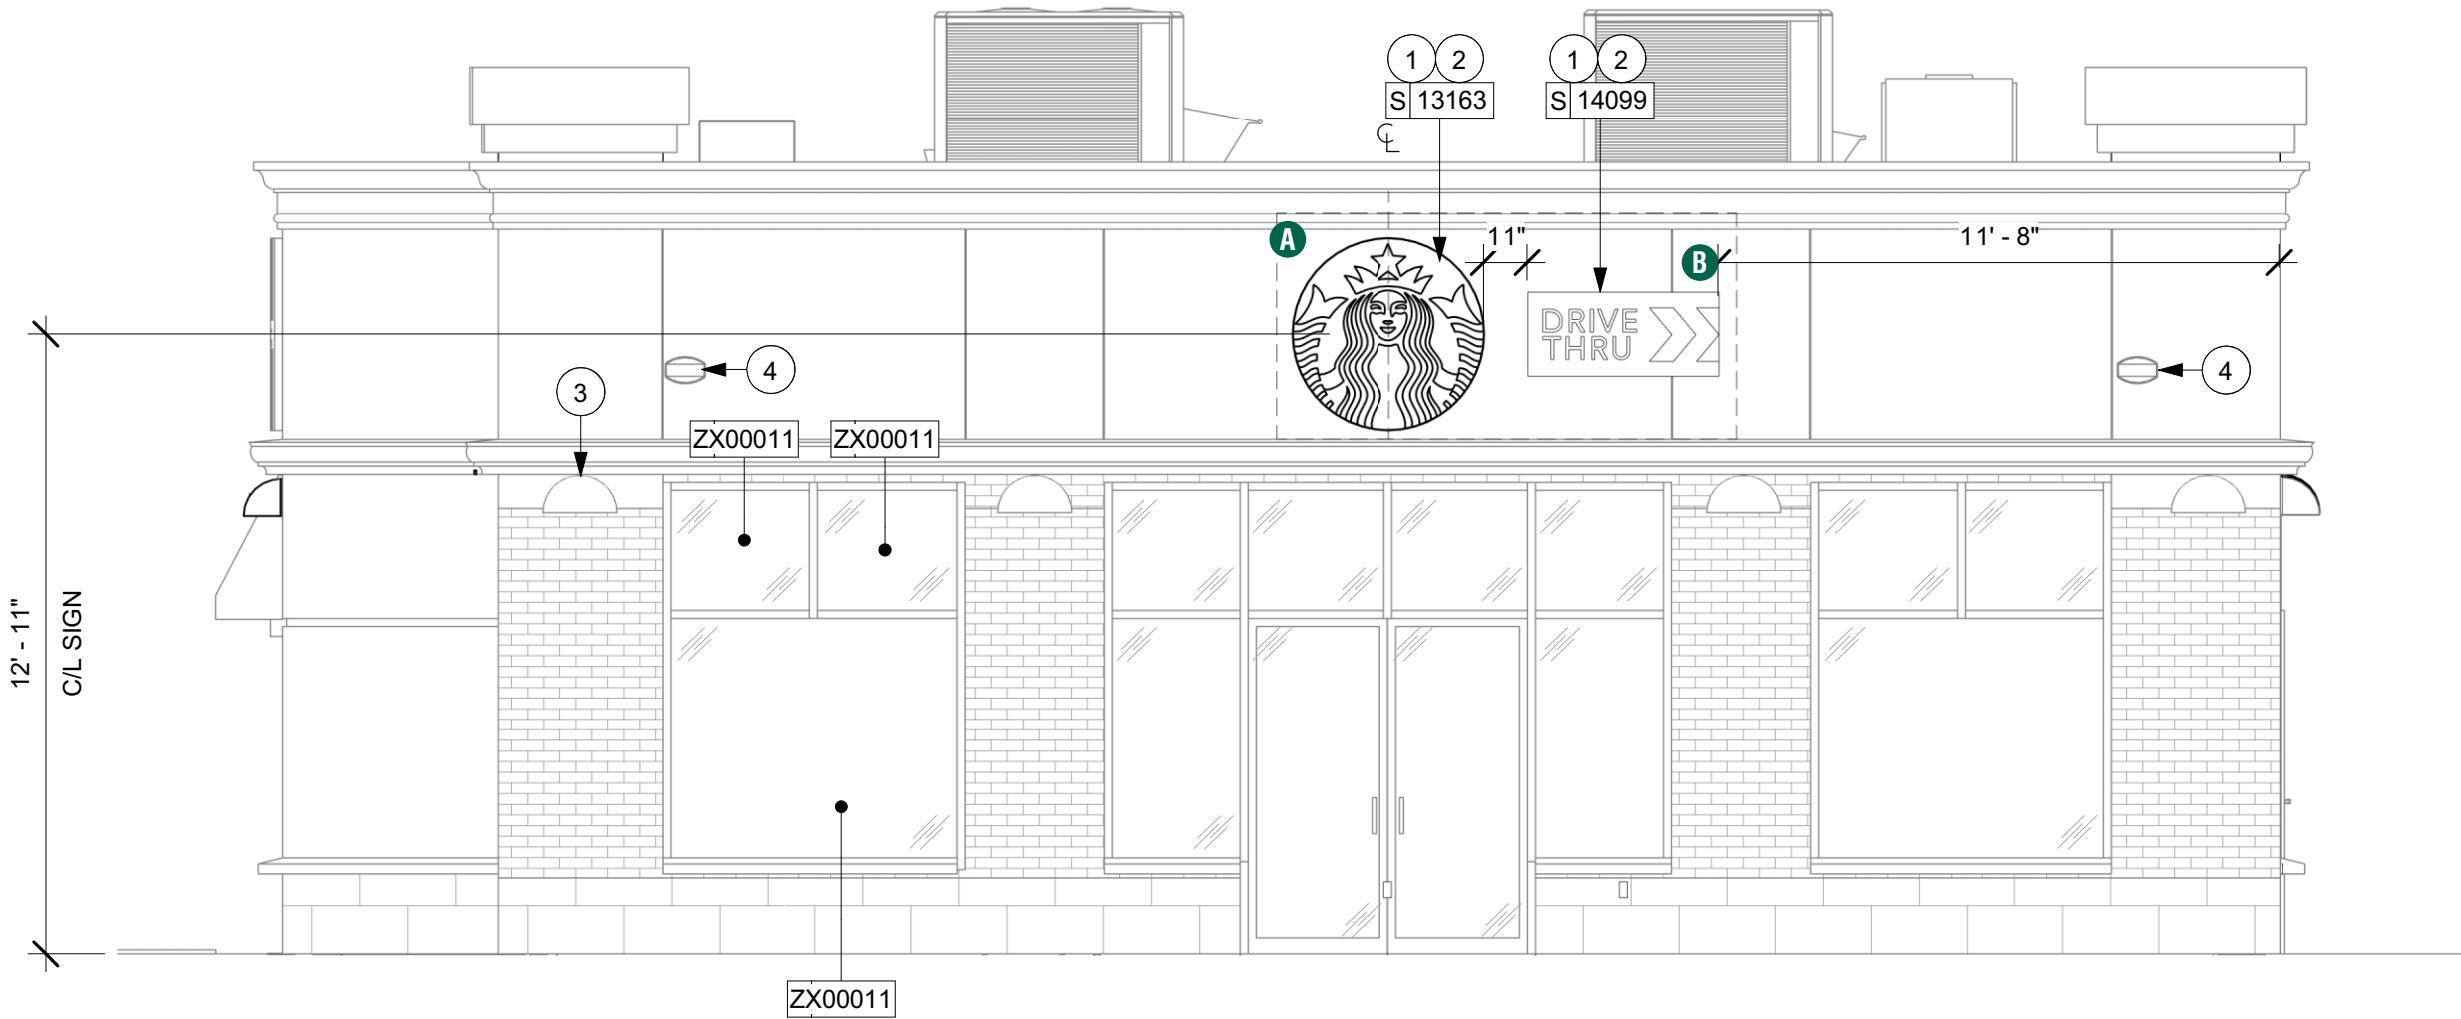 1 2 1 2
S 13163 S 14099
℄
A 11" B 11' - 8"
DRIVE
THRU
4 4
3
ZX00011 ZX00011
12' - 11"
C/L SIGN
ZX00011